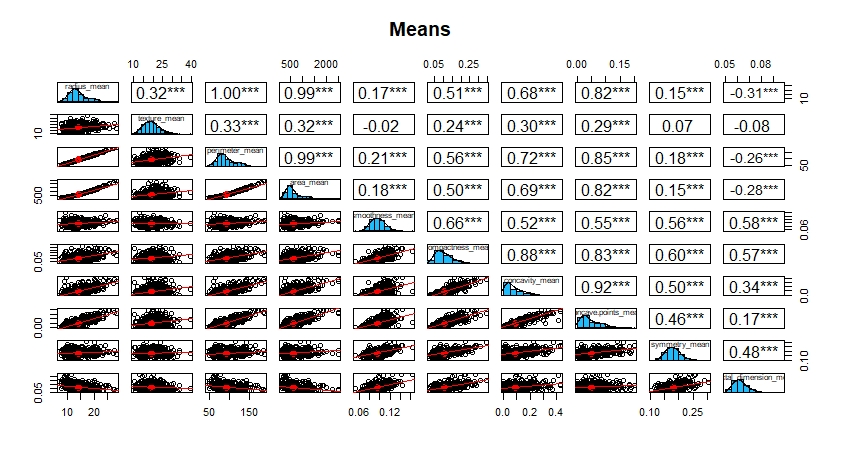 Means
10 25 40 500 2000 0.05 0.25 0.00 0.15 0.05 0.08
radius_mean 0.32*** 1.00*** 0.99*** 0.17*** 0.51*** 0.68*** 0.82*** 0.15*** -0.31*** 10
10 texture_mean 0.33*** 0.32*** -0.02 0.24*** 0.30*** 0.29*** 0.07 -0.08
perimeter_mean 0.99*** 0.21*** 0.56*** 0.72*** 0.85*** 0.18*** -0.26*** 50
500 area_mean 0.18*** 0.50*** 0.69*** 0.82*** 0.15*** -0.28***
smoothness_mean 0.66*** 0.52*** 0.55*** 0.56*** 0.58*** 0.06
0.05 ompactness_mea 0.88*** 0.83*** 0.60*** 0.57***
concavity_mean 0.92*** 0.50*** 0.34*** 0.0
0.00 ncave.points_me 0.46*** 0.17***
symmetry_mean 0.48*** 0.10
0.05 tal_dimension_m
10 20 50 150 0.06 0.12 0.0 0.2 0.4 0.10 0.25